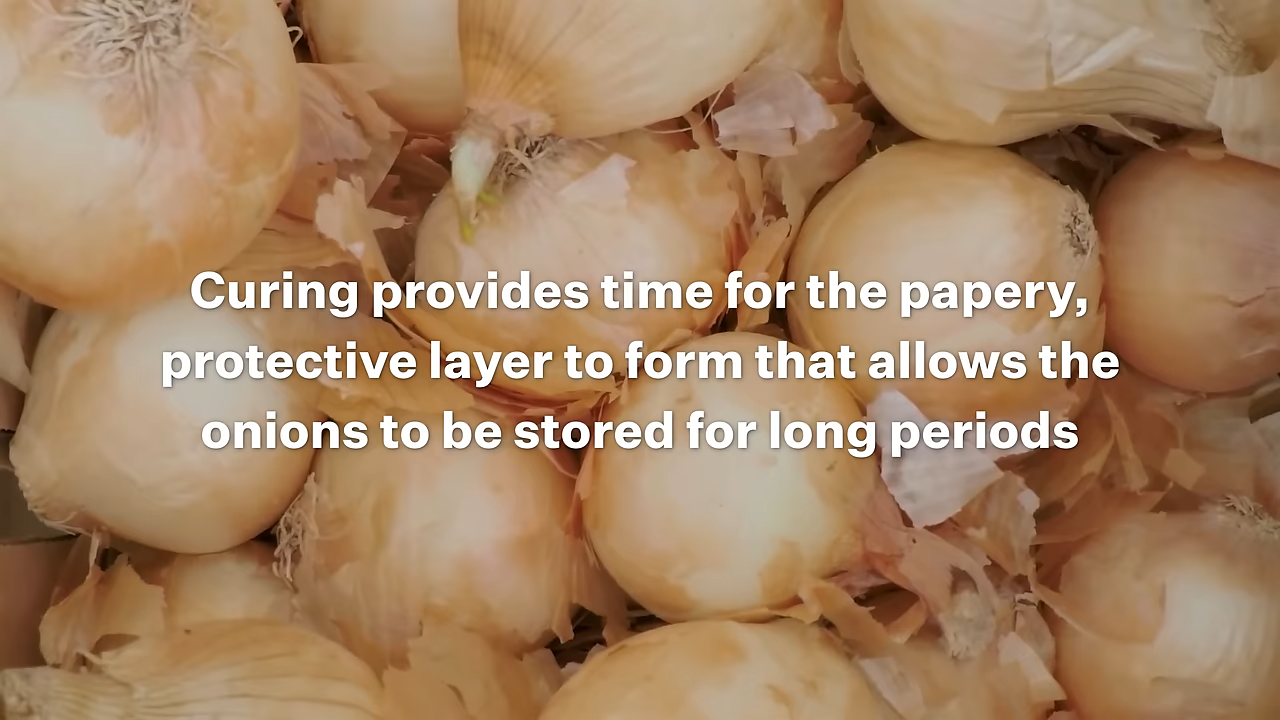 Curing provides time for the papery,
protective layer to form that allows the
onions to be stored for long periods